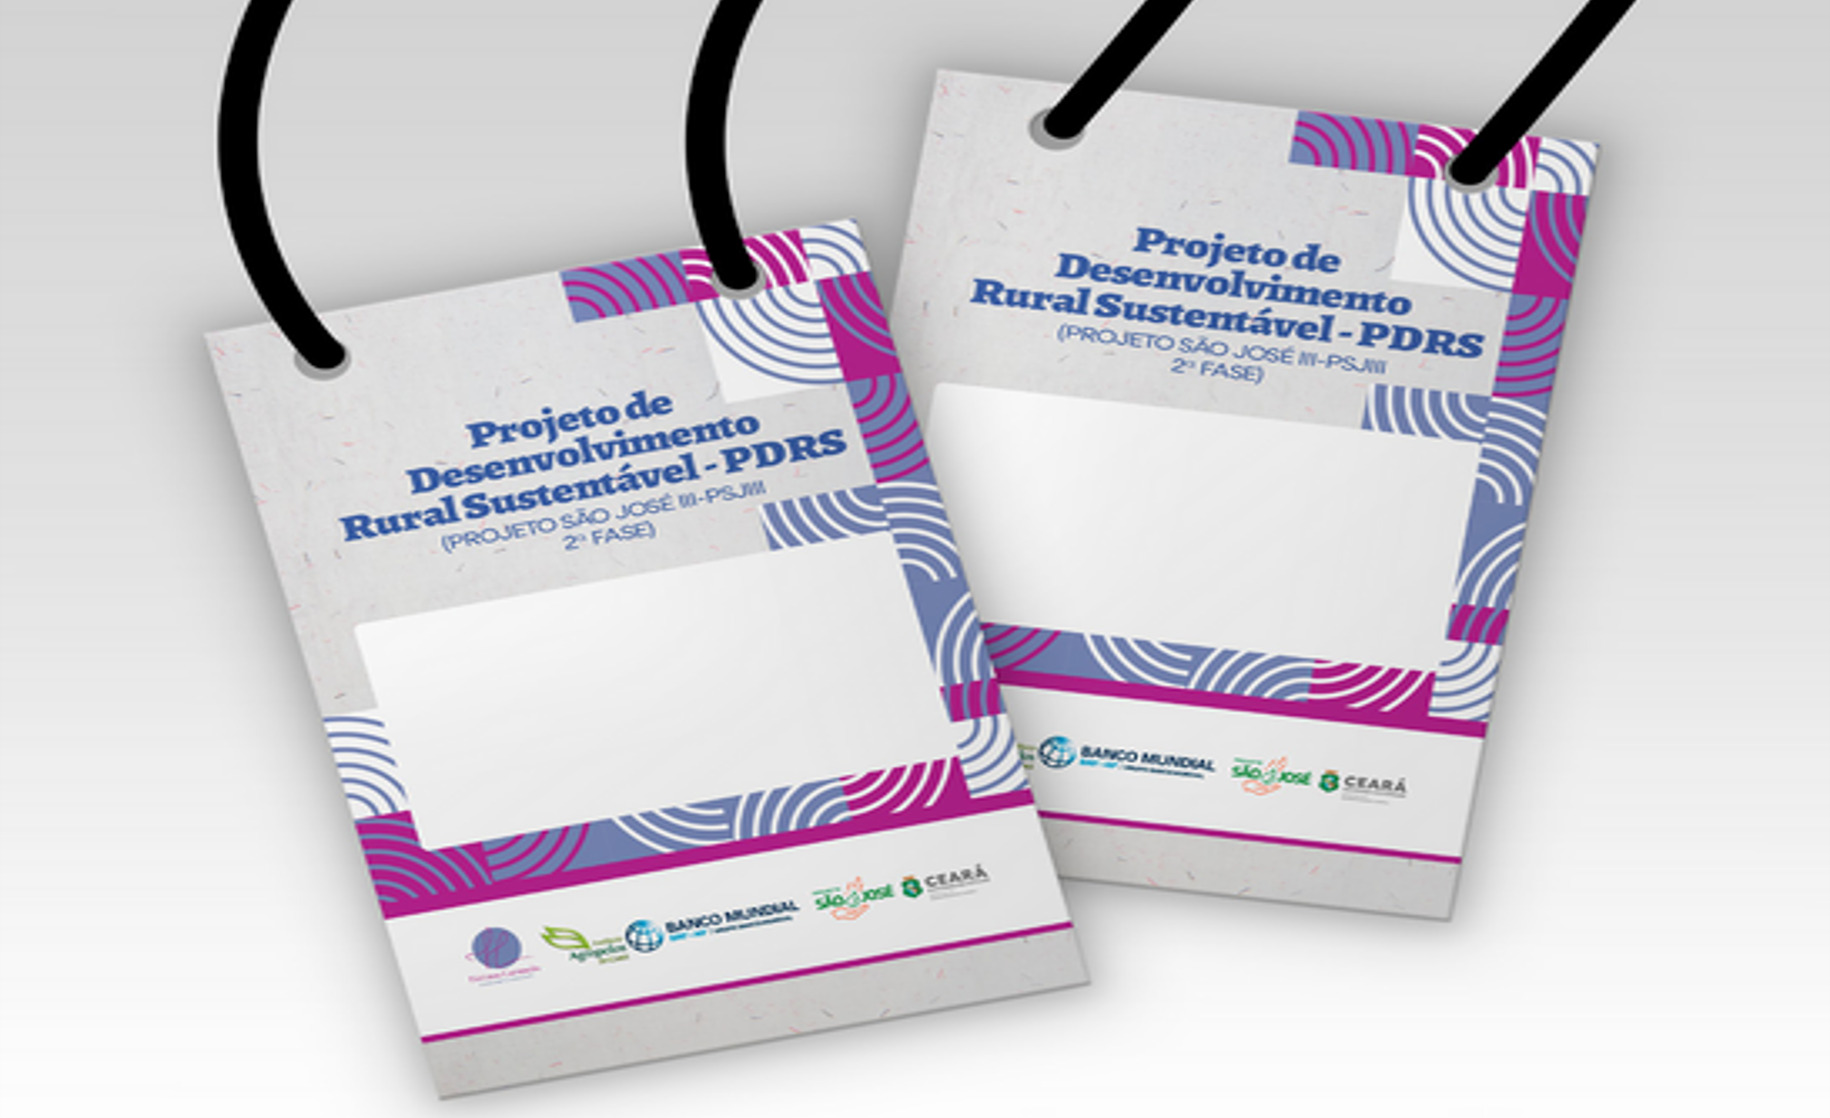 Projeto de
Desenvolvimento
Rural Sustentável - PDRS
(PROJETO SÃO JOSÉ III-PSJIII
2ª FASE)
BANCO MUNDIAL
SÃO JOSÉ
CEARÁ
Projeto de
Desenvolvimento
Rural Sustentável - PDRS
(PROJETO SÃO JOSÉ III-PSJIII
2ª FASE)
BANCO MUNDIAL
SÃO JOSÉ
CEARÁ